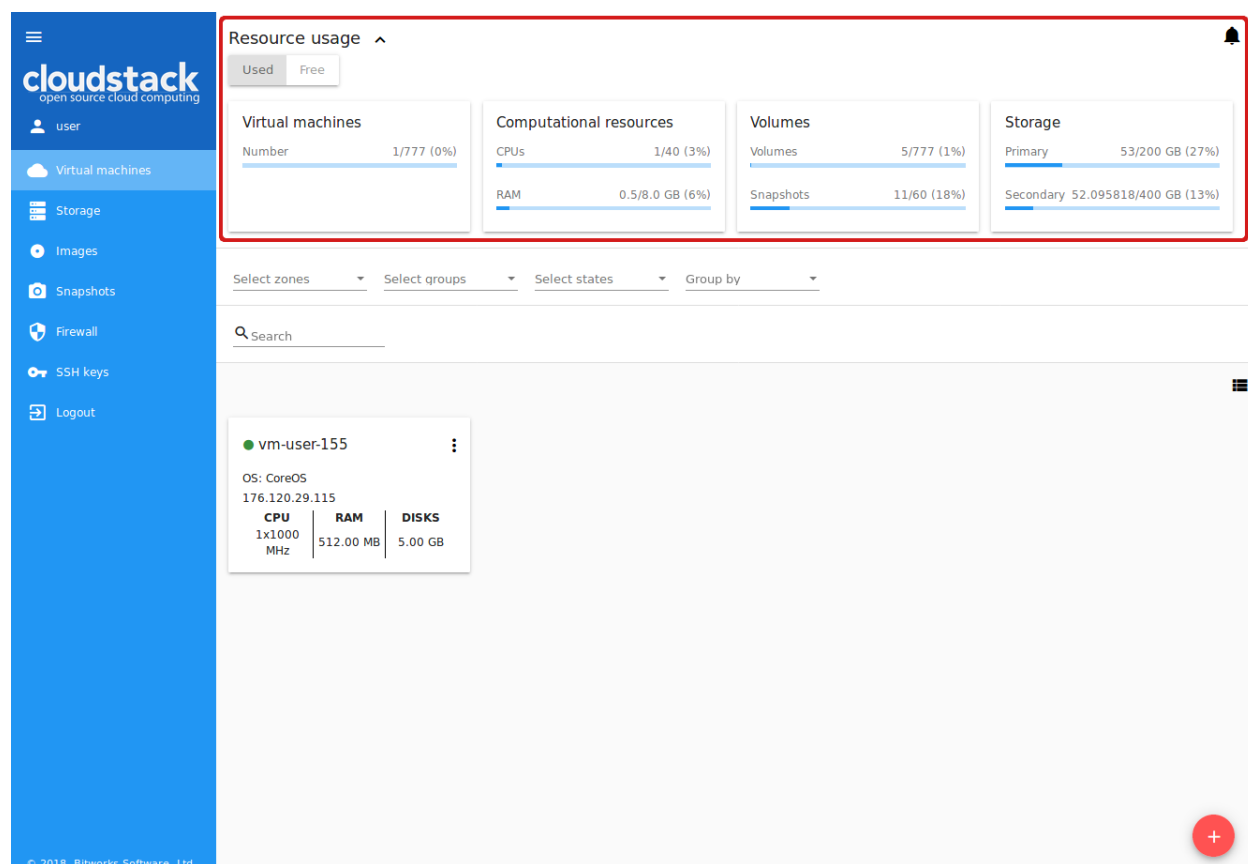 cloudstack
open source cloud computing
user
Virtual machines
Storage
Images
Snapshots
Firewall
SSH keys
Logout
© 2018, Bitworks Software, Ltd.
Resource usage
Used Free
Virtual machines
Number 1/777 (0%)
Computational resources
CPUs 1/40 (3%)
RAM 0.5/8.0 GB (6%)
Volumes
Volumes 5/777 (1%)
Snapshots 11/60 (18%)
Storage
Primary 53/200 GB (27%)
Secondary 52.095818/400 GB (13%)
Select zones Select groups Select states Group by
Search
vm-user-155
OS: CoreOS
176.120.29.115
CPU RAM DISKS
1x1000 MHz 512.00 MB 5.00 GB